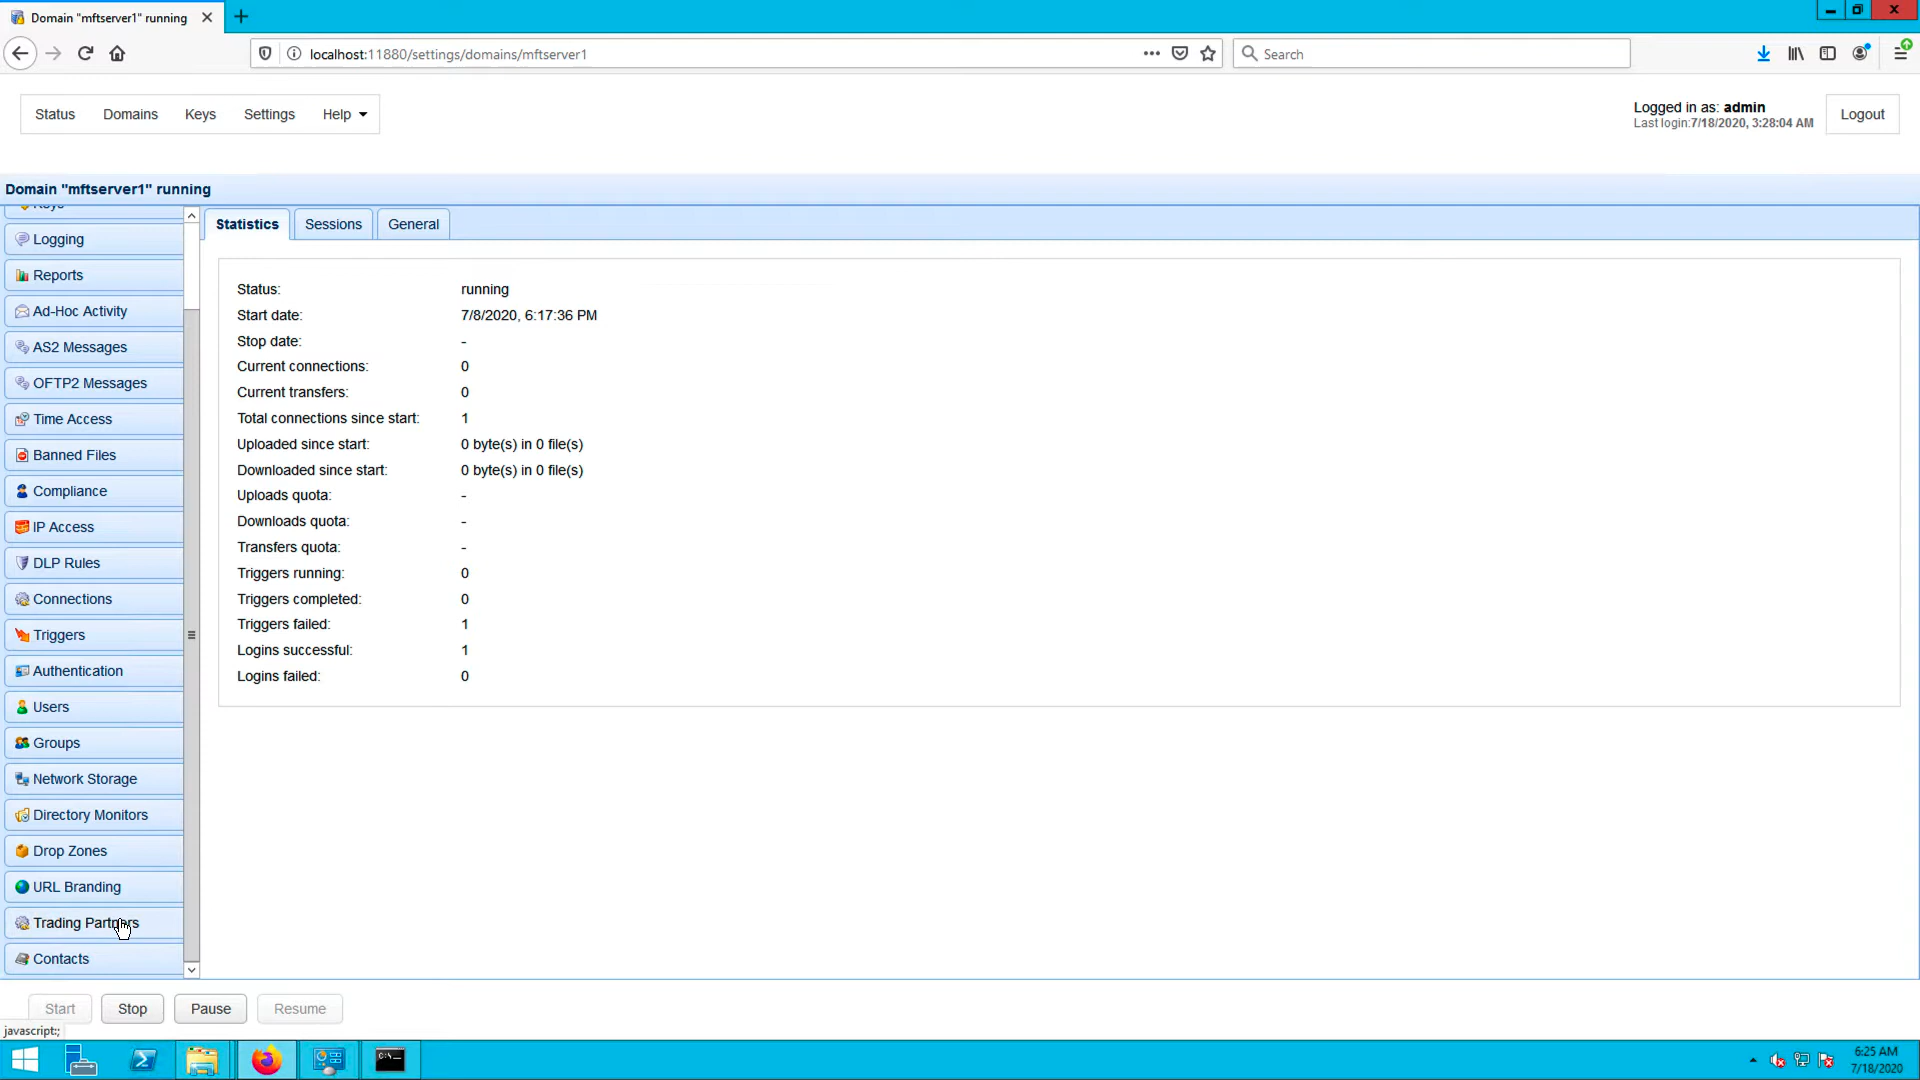 Domain "mftserver1" running
localhost:11880/settings/domains/mftserver1
Search
Status
Domains
Keys
Settings
Help
Logged in as: admin
Last login:7/18/2020, 3:28:04 AM
Logout
Domain "mftserver1" running
Keys
Logging
Reports
Ad-Hoc Activity
AS2 Messages
OFTP2 Messages
Time Access
Banned Files
Compliance
IP Access
DLP Rules
Connections
Triggers
Authentication
Users
Groups
Network Storage
Directory Monitors
Drop Zones
URL Branding
Trading Partners
Contacts
Statistics
Sessions
General
Status: running
Start date: 7/8/2020, 6:17:36 PM
Stop date: -
Current connections: 0
Current transfers: 0
Total connections since start: 1
Uploaded since start: 0 byte(s) in 0 file(s)
Downloaded since start: 0 byte(s) in 0 file(s)
Uploads quota: -
Downloads quota: -
Transfers quota: -
Triggers running: 0
Triggers completed: 0
Triggers failed: 1
Logins successful: 1
Logins failed: 0
Start
Stop
Pause
Resume
javascript:;
6:25 AM
7/18/2020